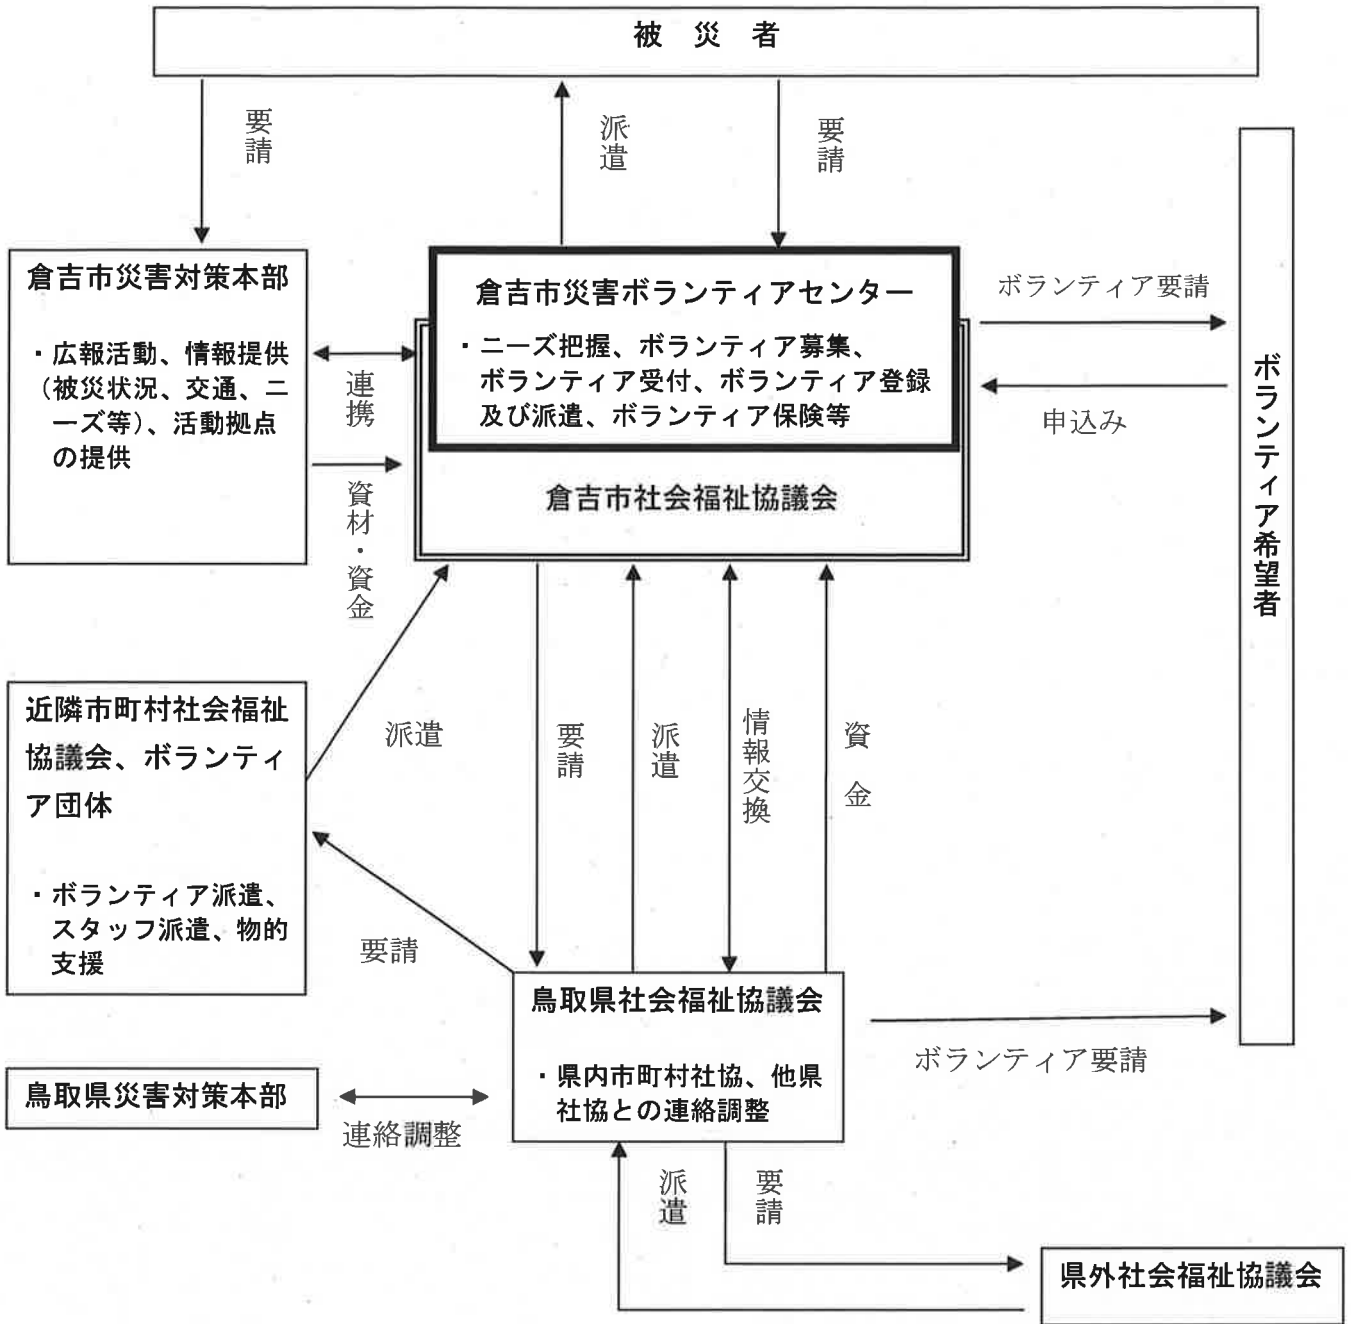 被　災　者
要請
派遣
要請
倉吉市災害対策本部
・広報活動、情報提供
（被災状況、交通、ニ
ーズ等）、活動拠点
の提供
連携
資材・資金
倉吉市災害ボランティアセンター
・ニーズ把握、ボランティア募集、
ボランティア受付、ボランティア登録
及び派遣、ボランティア保険等
倉吉市社会福祉協議会
ボランティア要請
申込み
ボランティア希望者
近隣市町村社会福祉
協議会、ボランティ
ア団体
・ボランティア派遣、
スタッフ派遣、物的
支援
派遣
要請
要請
派遣
情報交換
資　金
鳥取県社会福祉協議会
・県内市町村社協、他県
社協との連絡調整
ボランティア要請
鳥取県災害対策本部
連絡調整
派遣
要請
県外社会福祉協議会